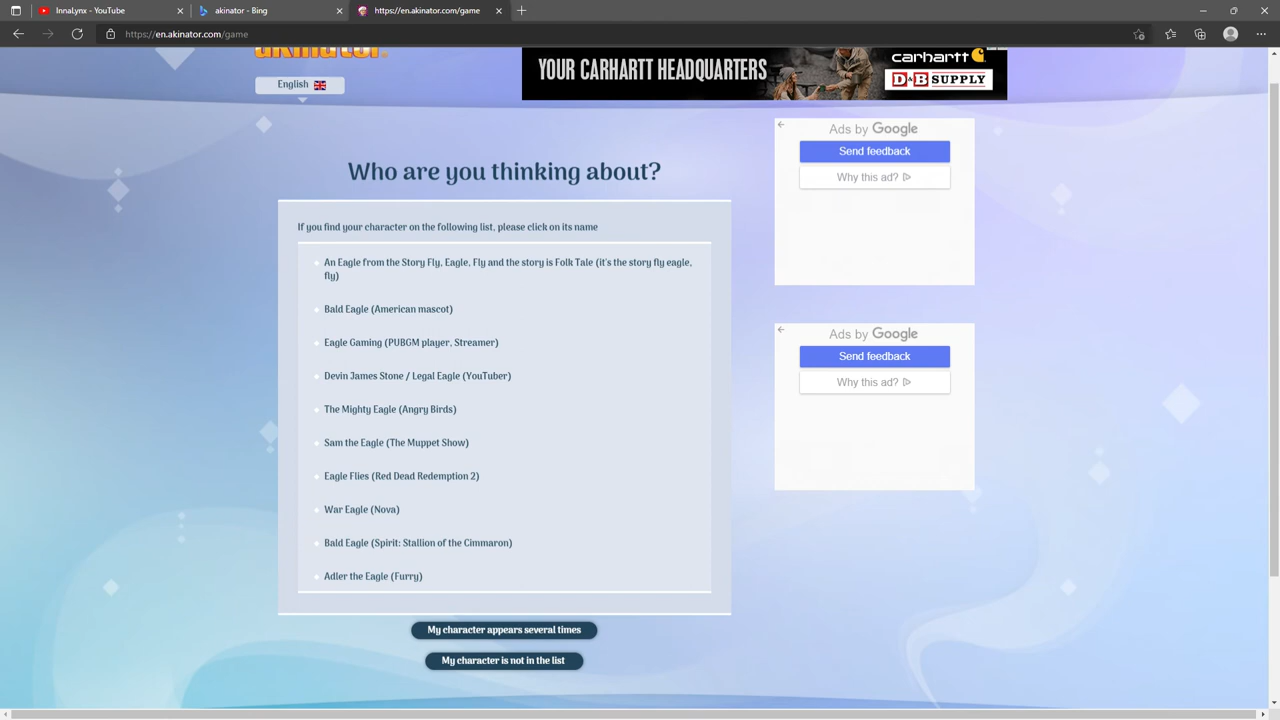 Innalynx - YouTube
https://en.akinator.com/game
akinator.
English
YOUR CARHARTT HEADQUARTERS
carhartt
D&B SUPPLY
Who are you thinking about?
If you find your character on the following list, please click on its name
An Eagle from the Story Fly, Eagle, Fly and the story is Folk Tale (it's the story fly eagle,
fly)
Bald Eagle (American mascot)
Eagle Gaming (PUBGM player, Streamer)
Devin James Stone / Legal Eagle (YouTuber)
The Mighty Eagle (Angry Birds)
Sam the Eagle (The Muppet Show)
Eagle Flies (Red Dead Redemption 2)
War Eagle (Nova)
Bald Eagle (Spirit: Stallion of the Cimmaron)
Adler the Eagle (Furry)
My character appears several times
My character is not in the list
Ads by Google
Send feedback
Why this ad?
Ads by Google
Send feedback
Why this ad?